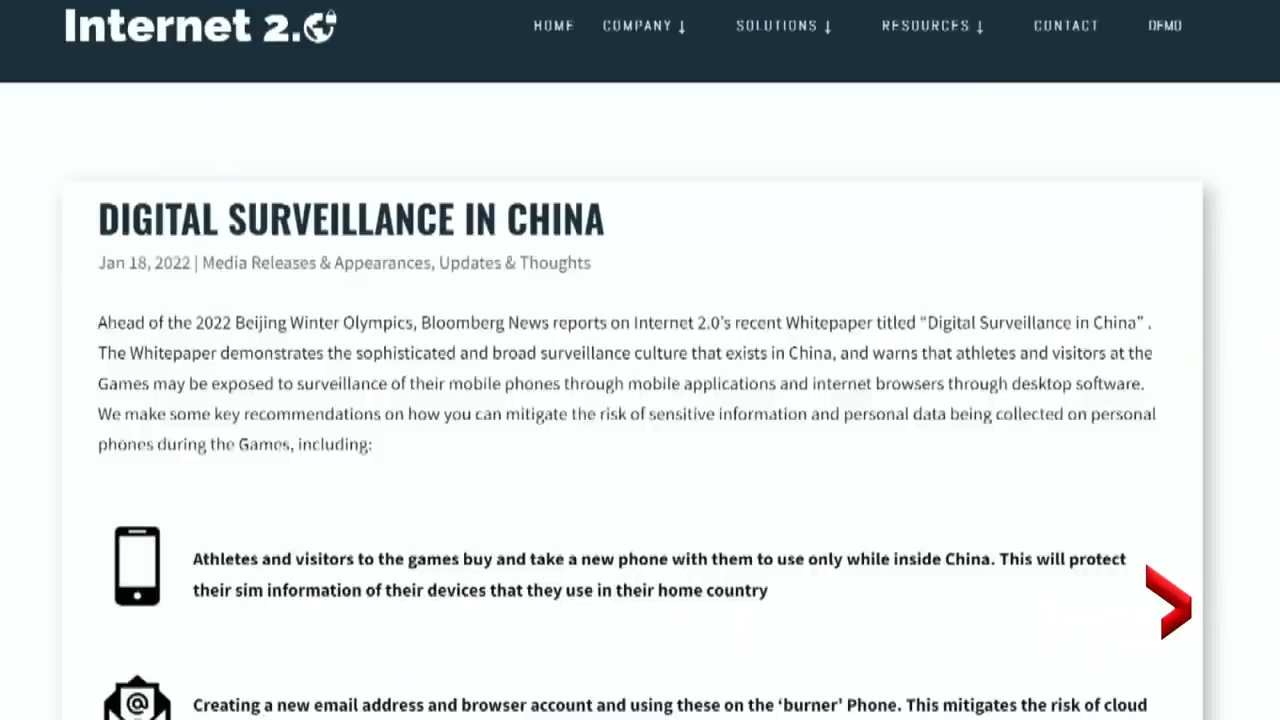 Internet 2.0
HOME COMPANY ↓ SOLUTIONS ↓ RESOURCES ↓ CONTACT DEMO
DIGITAL SURVEILLANCE IN CHINA
Jan 18, 2022 | Media Releases & Appearances, Updates & Thoughts
Ahead of the 2022 Beijing Winter Olympics, Bloomberg News reports on Internet 2.0’s recent Whitepaper titled “Digital Surveillance in China” .
The Whitepaper demonstrates the sophisticated and broad surveillance culture that exists in China, and warns that athletes and visitors at the
Games may be exposed to surveillance of their mobile phones through mobile applications and internet browsers through desktop software.
We make some key recommendations on how you can mitigate the risk of sensitive information and personal data being collected on personal
phones during the Games, including:
Athletes and visitors to the games buy and take a new phone with them to use only while inside China. This will protect
their sim information of their devices that they use in their home country
Creating a new email address and browser account and using these on the ‘burner’ Phone. This mitigates the risk of cloud